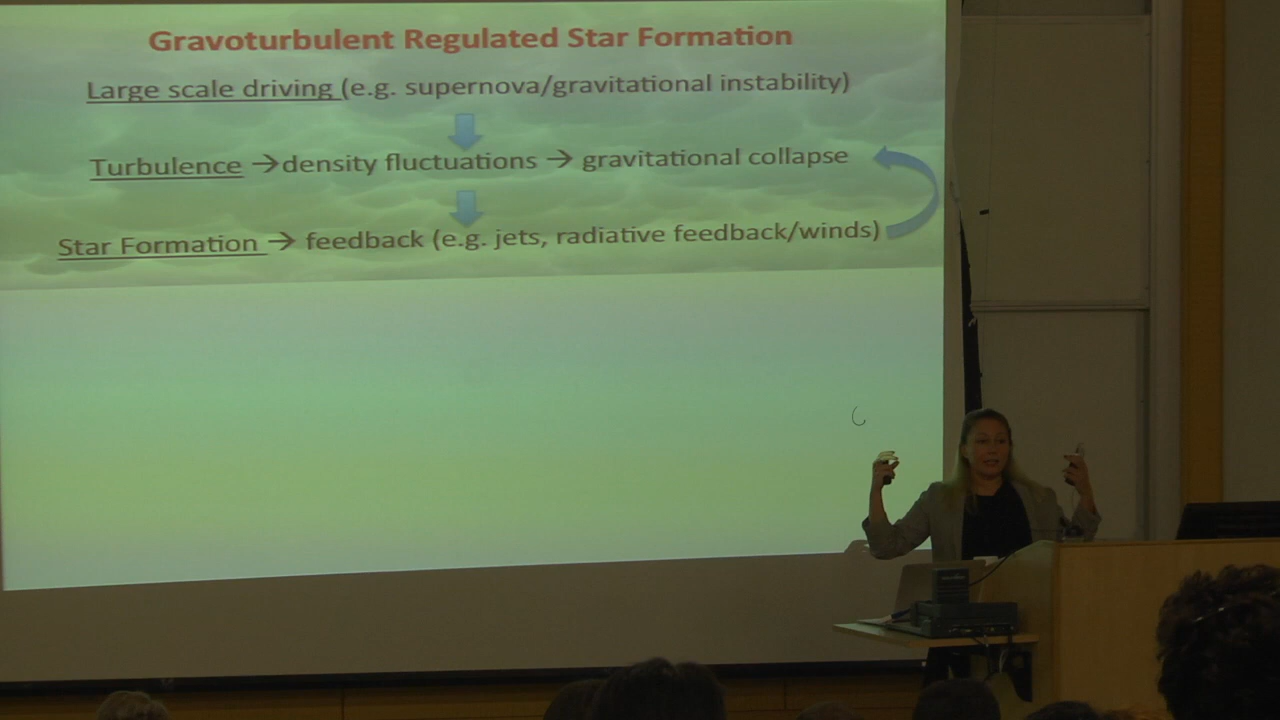 Gravoturbulent Regulated Star Formation
Large scale driving (e.g. supernova/gravitational instability)
Turbulence →density fluctuations → gravitational collapse
Star Formation → feedback (e.g. jets, radiative feedback/winds)